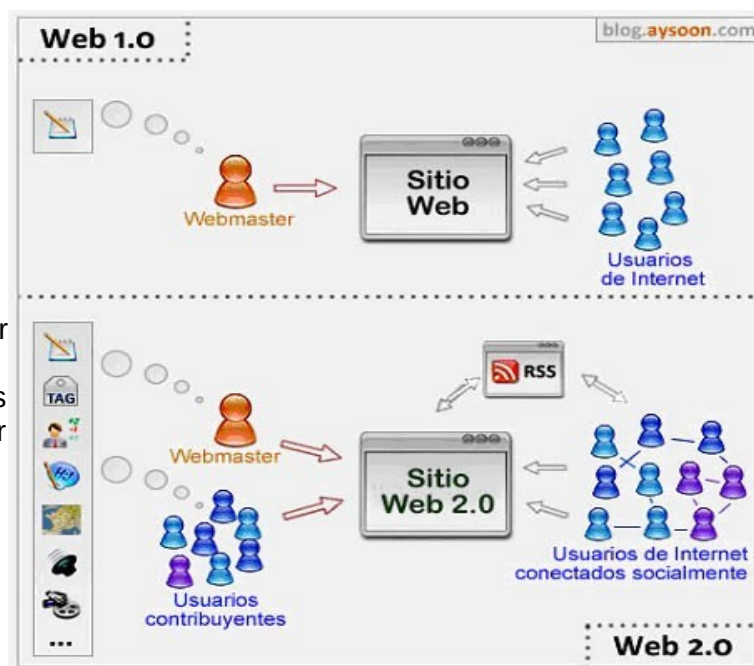 Web 1.0
blog.aysoon.com
Sitio
Web
Webmaster
Usuarios
de Internet
r
s
r
TAG
RSS
Webmaster
Sitio
Web 2.0
Usuarios
contribuyentes
Usuarios de Internet
conectados socialmente
...
Web 2.0